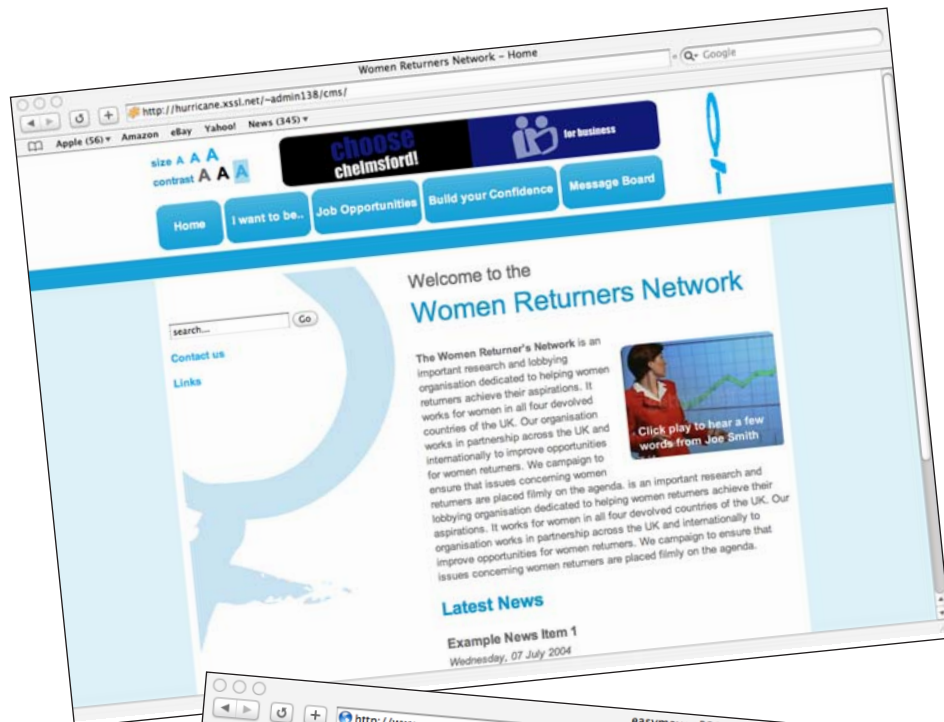 Women Returners Network – Home
http://hurricane.xssl.net/~admin138/cms/
Google
Apple (56) Amazon eBay Yahoo! News (345)
size A A A
contrast A A A
choose
chelmsford!
for business
Home
I want to be..
Job Opportunities
Build your Confidence
Message Board
search...
Go
Contact us
Links
Welcome to the
Women Returners Network
The Women Returner's Network is an
important research and lobbying
organisation dedicated to helping women
returners achieve their aspirations. It
works for women in all four devolved
countries of the UK. Our organisation
works in partnership across the UK and
internationally to improve opportunities
for women returners. We campaign to
ensure that issues concerning women
returners are placed filmly on the agenda. is an important research and
lobbying organisation dedicated to helping women returners achieve their
aspirations. It works for women in all four devolved countries of the UK. Our
organisation works in partnership across the UK and internationally to
improve opportunities for women returners. We campaign to ensure that
issues concerning women returners are placed filmly on the agenda.
Click play to hear a few
words from Joe Smith
Latest News
Example News Item 1
Wednesday, 07 July 2004